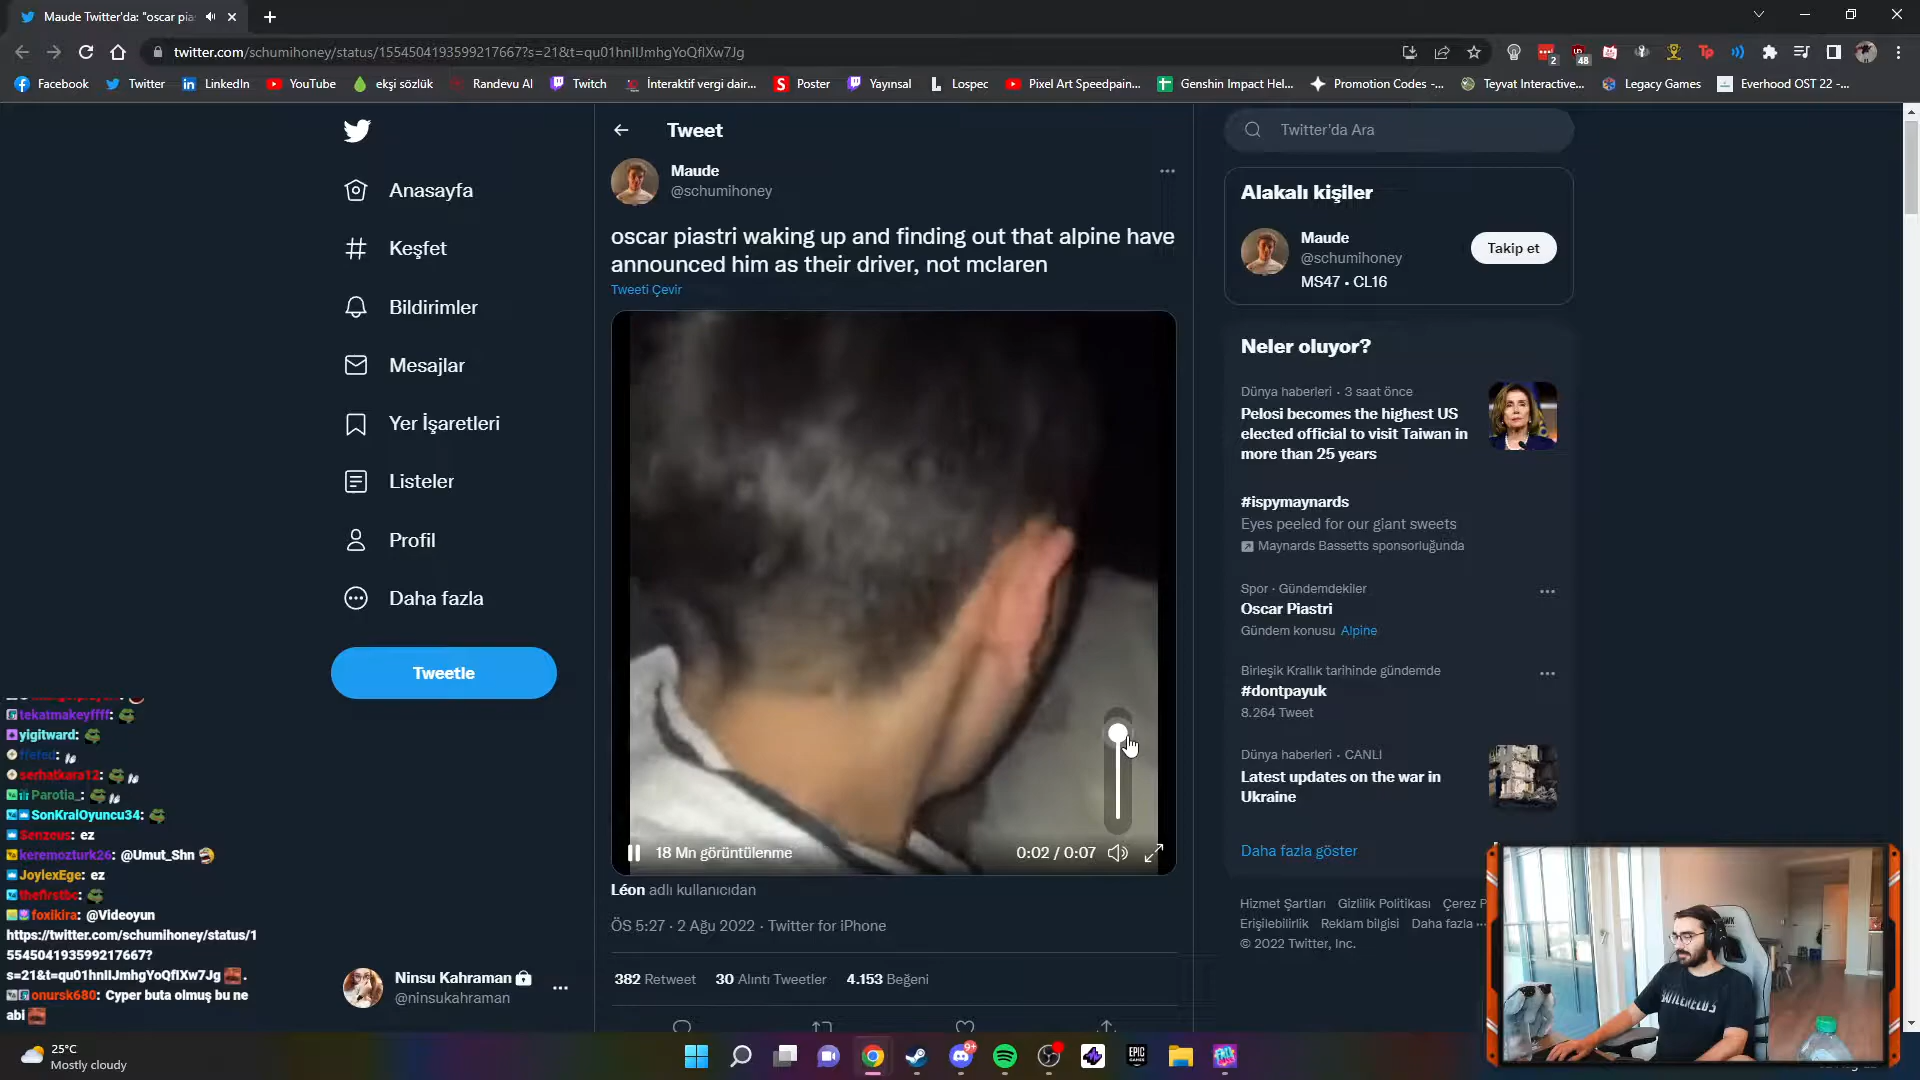 Maude Twitter'da: "oscar pia
twitter.com/schumihoney/status/1554504193599217667?s=21&t=qu01hnIlJmhgYoQflXw7Jg
2
48
Facebook
Twitter
LinkedIn
YouTube
ekşi sözlük
Randevu Al
Twitch
İnteraktif vergi dair...
Poster
Yayınsal
Lospec
Pixel Art Speedpain...
Genshin Impact Hel...
Promotion Codes -...
Teyvat Interactive...
Legacy Games
Everhood OST 22 -...
Anasayfa
Keşfet
Bildirimler
Mesajlar
Yer İşaretleri
Listeler
Profil
Daha fazla
Tweetle
Ninsu Kahraman
@ninsukahraman
Tweet
Maude
@schumihoney
oscar piastri waking up and finding out that alpine have
announced him as their driver, not mclaren
Tweeti Çevir
18 Mn görüntülenme
0:02 / 0:07
Léon adlı kullanıcıdan
ÖS 5:27 · 2 Ağu 2022 · Twitter for iPhone
382 Retweet 30 Alıntı Tweetler 4.153 Beğeni
Twitter'da Ara
Alakalı kişiler
Maude
@schumihoney
MS47 • CL16
Takip et
Neler oluyor?
Dünya haberleri · 3 saat önce
Pelosi becomes the highest US
elected official to visit Taiwan in
more than 25 years
#ispymaynards
Eyes peeled for our giant sweets
Maynards Bassetts sponsorluğunda
Spor · Gündemdekiler
Oscar Piastri
Gündem konusu Alpine
Birleşik Krallık tarihinde gündemde
#dontpayuk
8.264 Tweet
Dünya haberleri · CANLI
Latest updates on the war in
Ukraine
Daha fazla göster
Hizmet Şartları Gizlilik Politikası Çerez P
Erişilebilirlik Reklam bilgisi Daha fazla ···
© 2022 Twitter, Inc.
tekatmakeyffff:
yigitward:
ffefed:
serhatkara12:
Parotia_:
SonKralOyuncu34:
Senzeus: ez
keremozturk26: @Umut_Shn
JoylexEge: ez
thefirstbc:
foxikira: @Videoyun
https://twitter.com/schumihoney/status/1
554504193599217667?
s=21&t=qu01hnIlJmhgYoQflXw7Jg .
onursk680: Cyper buta olmuş bu ne
abi
25°C
Mostly cloudy
9+
EPIC